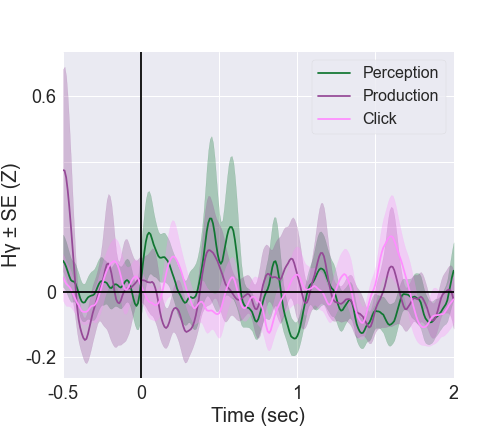 Perception
Production
Click
Hγ ± SE (Z)
0.6
0
-0.2
-0.5
0
1
2
Time (sec)